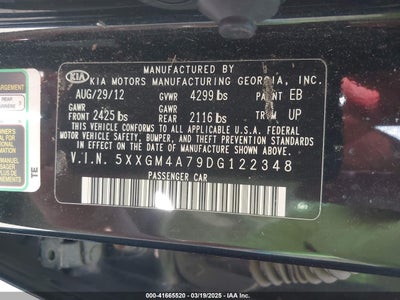 MANUFACTURED BY
KIA KIA MOTORS MANUFACTURING GEORGIA, INC.
AUG/29/12 GVWR 4299 lbs PAINT EB
GAWR GAWR
FRONT 2425 lbs REAR 2116 lbs TRIM UP
THIS VEHICLE CONFORMS TO ALL APPLICABLE U.S. FEDERAL
MOTOR VEHICLE SAFETY, BUMPER, AND THEFT PREVENTION STANDARDS
IN EFFECT ON THE DATE OF MANUFACTURE SHOWN ABOVE.
V.I.N. 5XXGM4A79DG122348
PASSENGER CAR
REAR
TE
000-41665520 - 03/19/2025 - IAA Inc. (US)